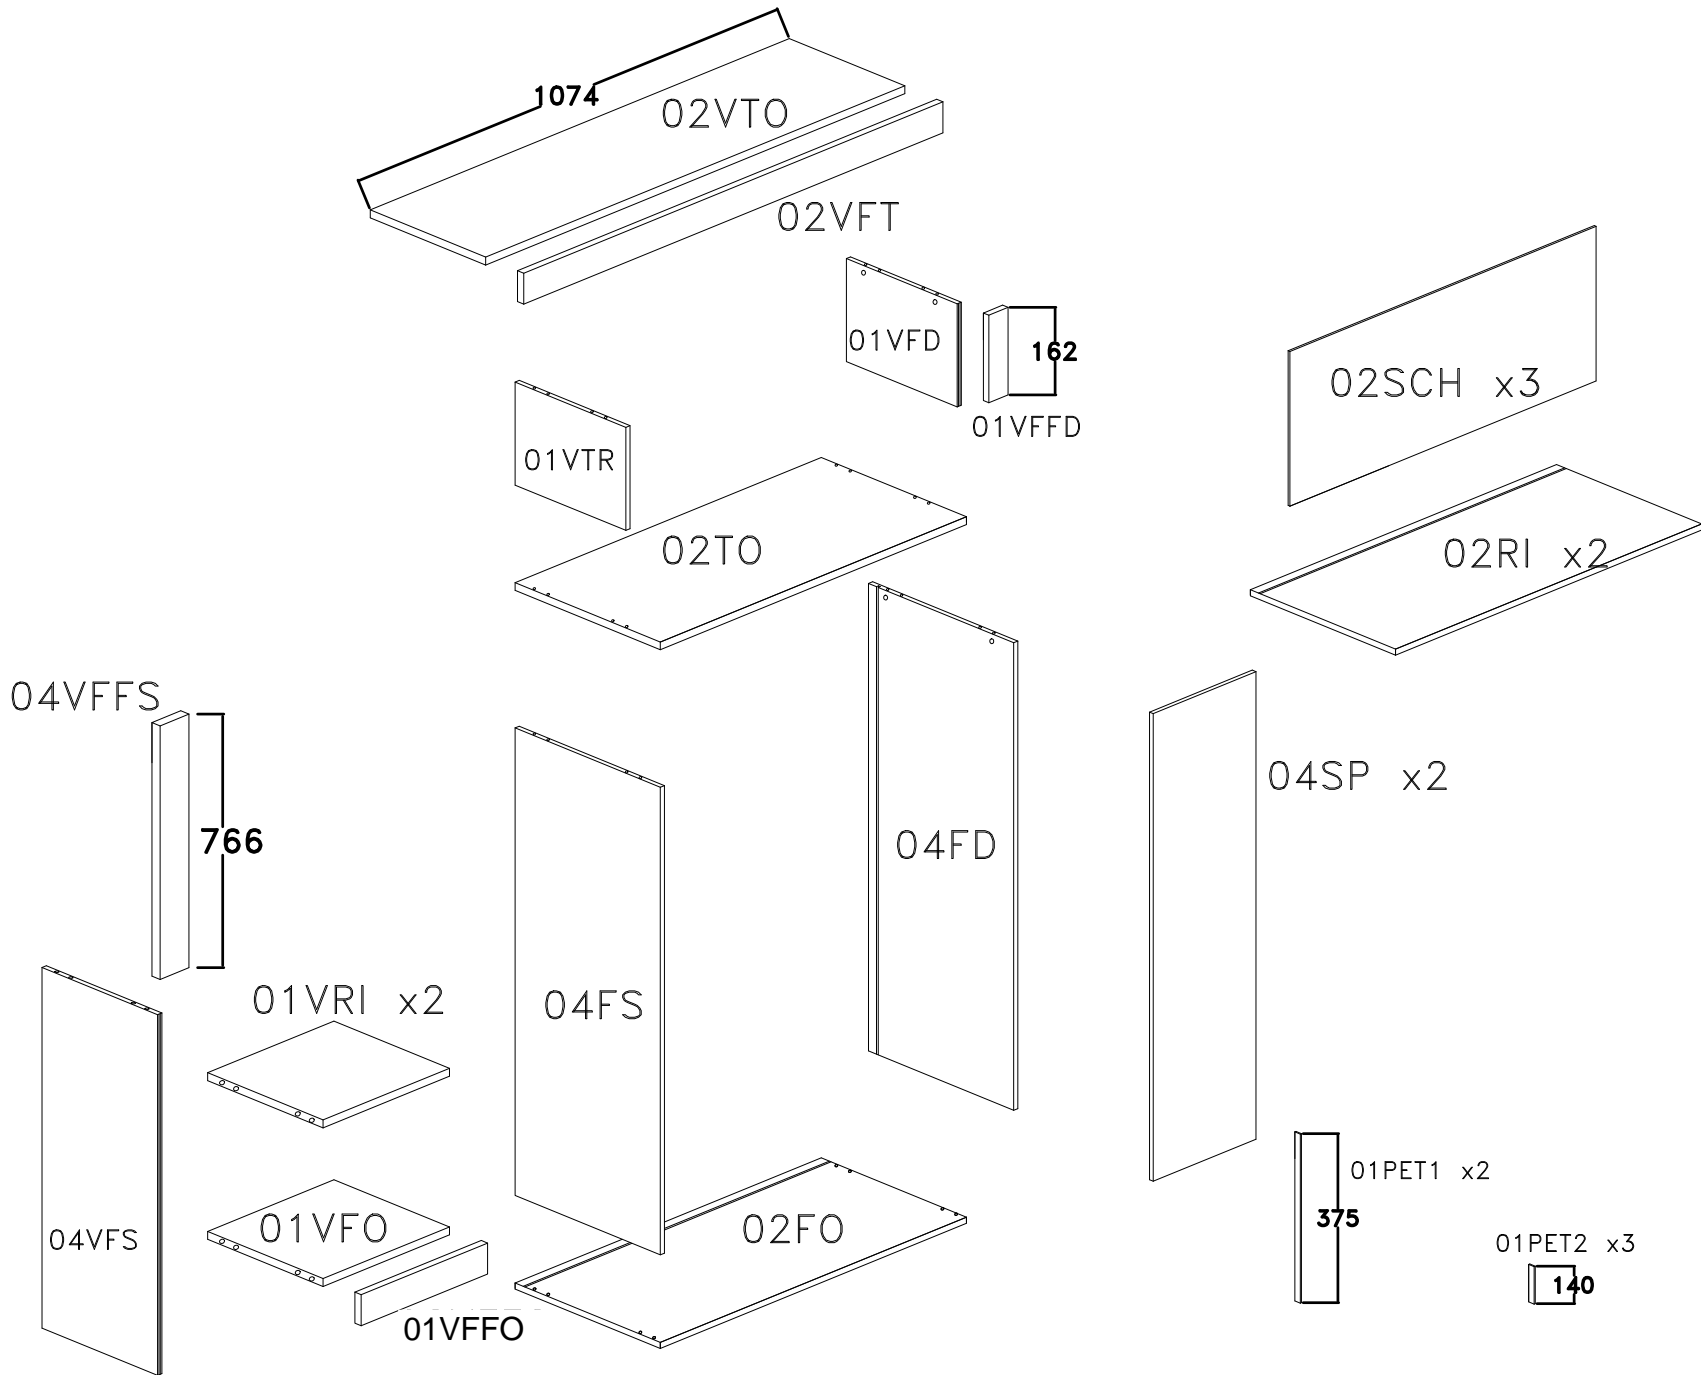 1074
02VTO
02VFT
01VFD
162
01VFFD
02SCH x3
01VTR
02TO
02RI x2
04VFFS
766
04SP x2
04FD
01VRI x2
04FS
01PET1 x2
375
04VFS
01VFO
02FO
01PET2 x3
140
01VFFO